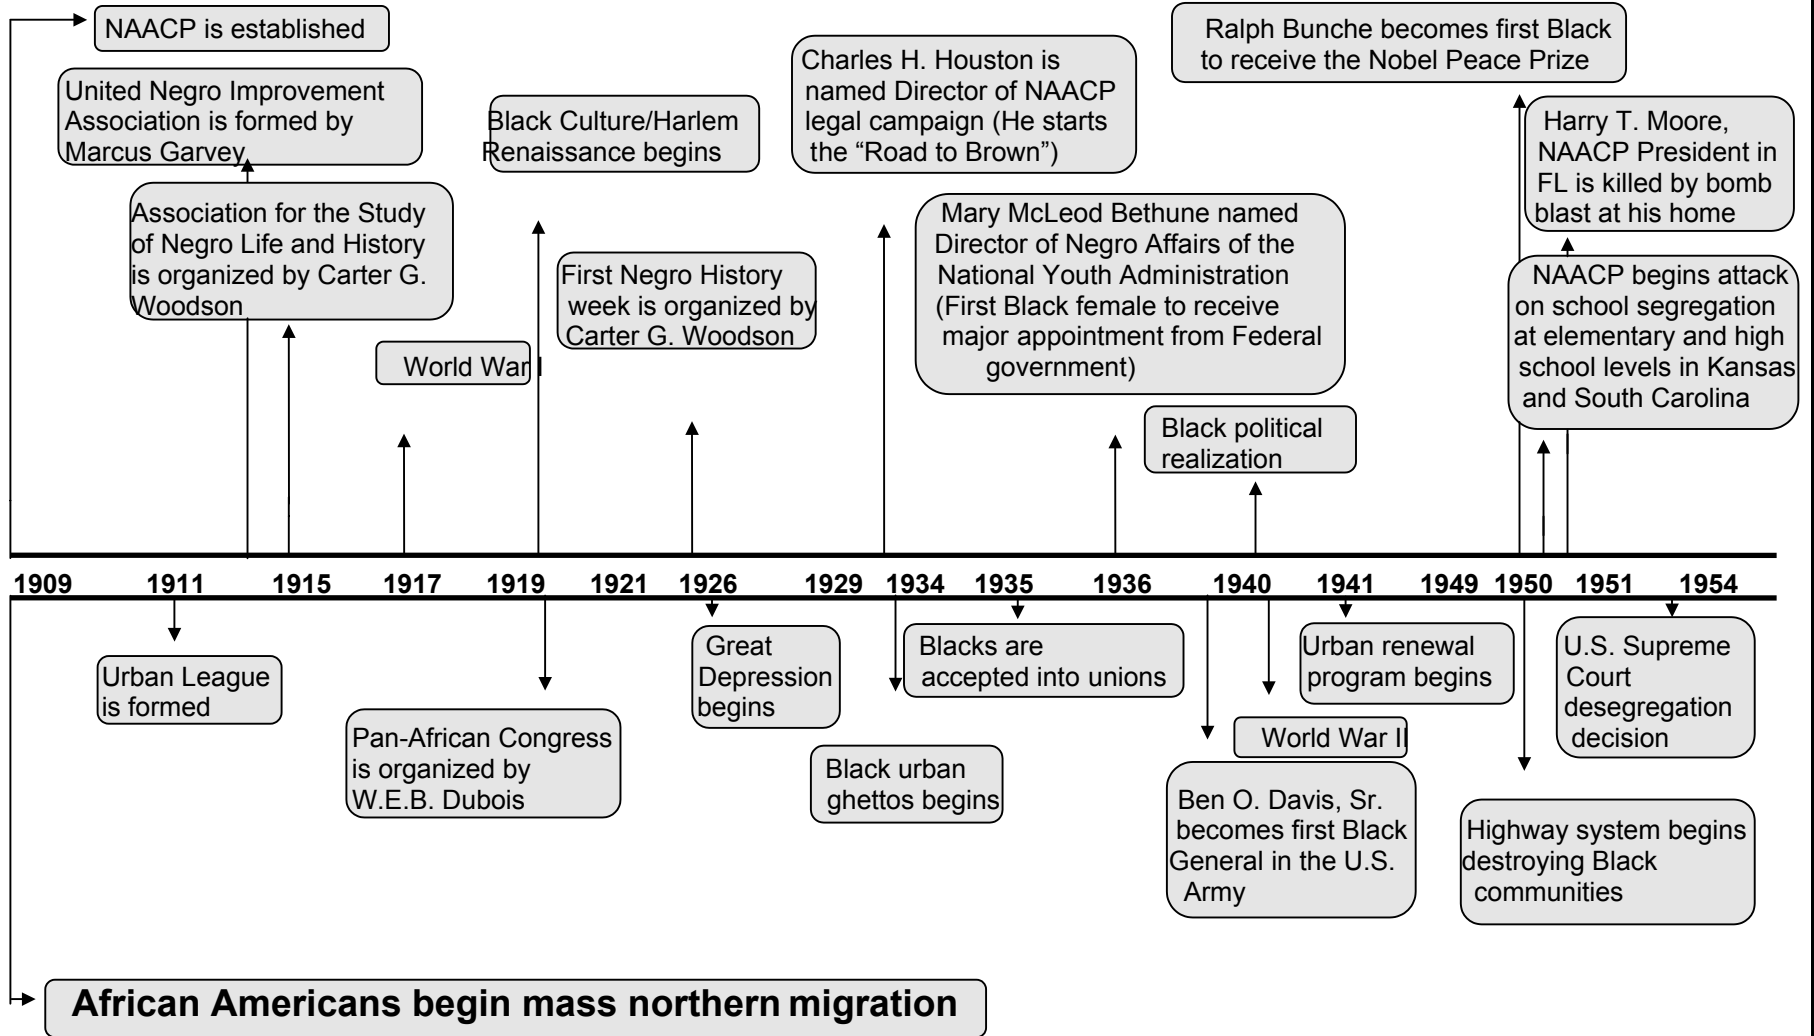 NAACP is established
United Negro Improvement
Association is formed by
Marcus Garvey
Association for the Study
of Negro Life and History
is organized by Carter G.
Woodson
World War I
Black Culture/Harlem
Renaissance begins
First Negro History
week is organized by
Carter G. Woodson
Charles H. Houston is
named Director of NAACP
legal campaign (He starts
the “Road to Brown”)
Mary McLeod Bethune named
Director of Negro Affairs of the
National Youth Administration
(First Black female to receive
major appointment from Federal
government)
Black political
realization
Ralph Bunche becomes first Black
to receive the Nobel Peace Prize
Harry T. Moore,
NAACP President in
FL is killed by bomb
blast at his home
NAACP begins attack
on school segregation
at elementary and high
school levels in Kansas
and South Carolina
1909 1911 1915 1917 1919 1921 1926 1929 1934 1935 1936 1940 1941 1949 1950 1951 1954
Urban League
is formed
Pan-African Congress
is organized by
W.E.B. Dubois
Great
Depression
begins
Black urban
ghettos begins
Blacks are
accepted into unions
Ben O. Davis, Sr.
becomes first Black
General in the U.S.
Army
World War II
Urban renewal
program begins
Highway system begins
destroying Black
communities
U.S. Supreme
Court
desegregation
decision
African Americans begin mass northern migration